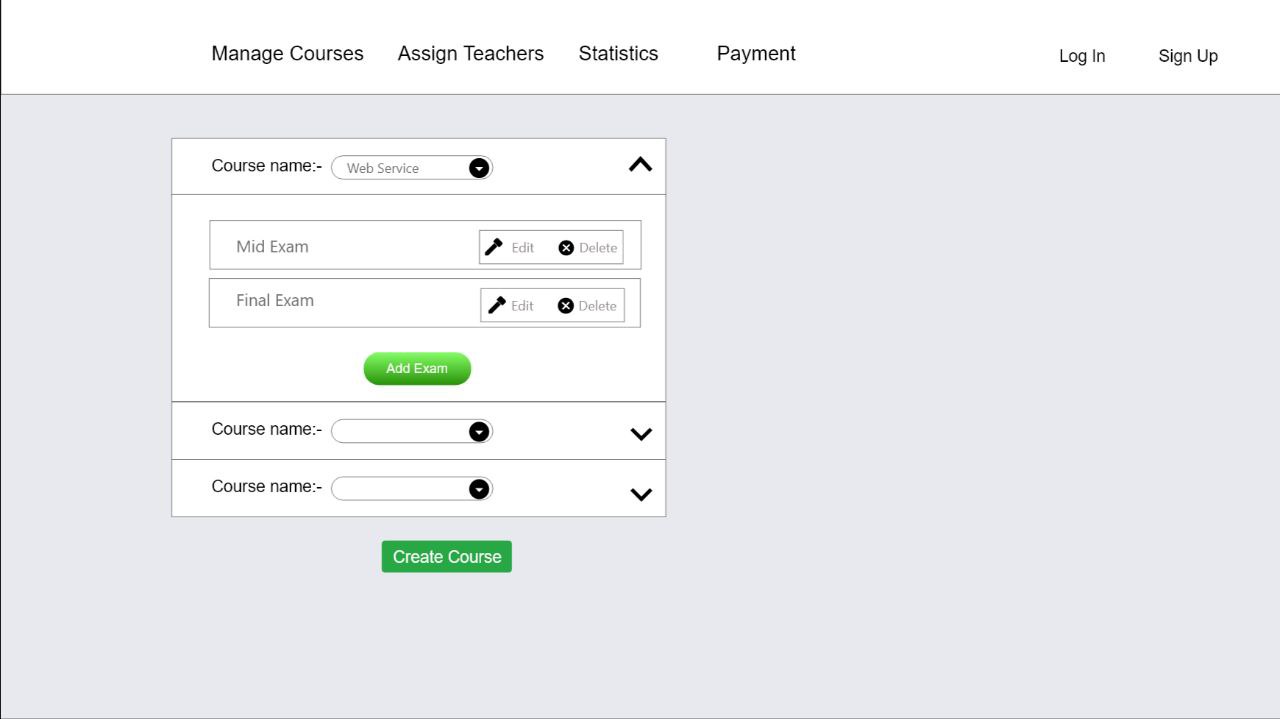 Manage Courses Assign Teachers Statistics Payment Log In Sign Up
Course name:- Web Service
Mid Exam Edit Delete
Final Exam Edit Delete
Add Exam
Course name:-
Course name:-
Create Course